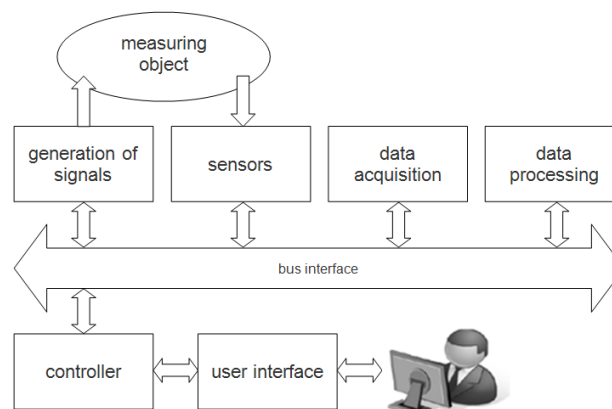 measuring
object
generation of
signals
sensors
data
acquisition
data
processing
bus interface
controller
user interface